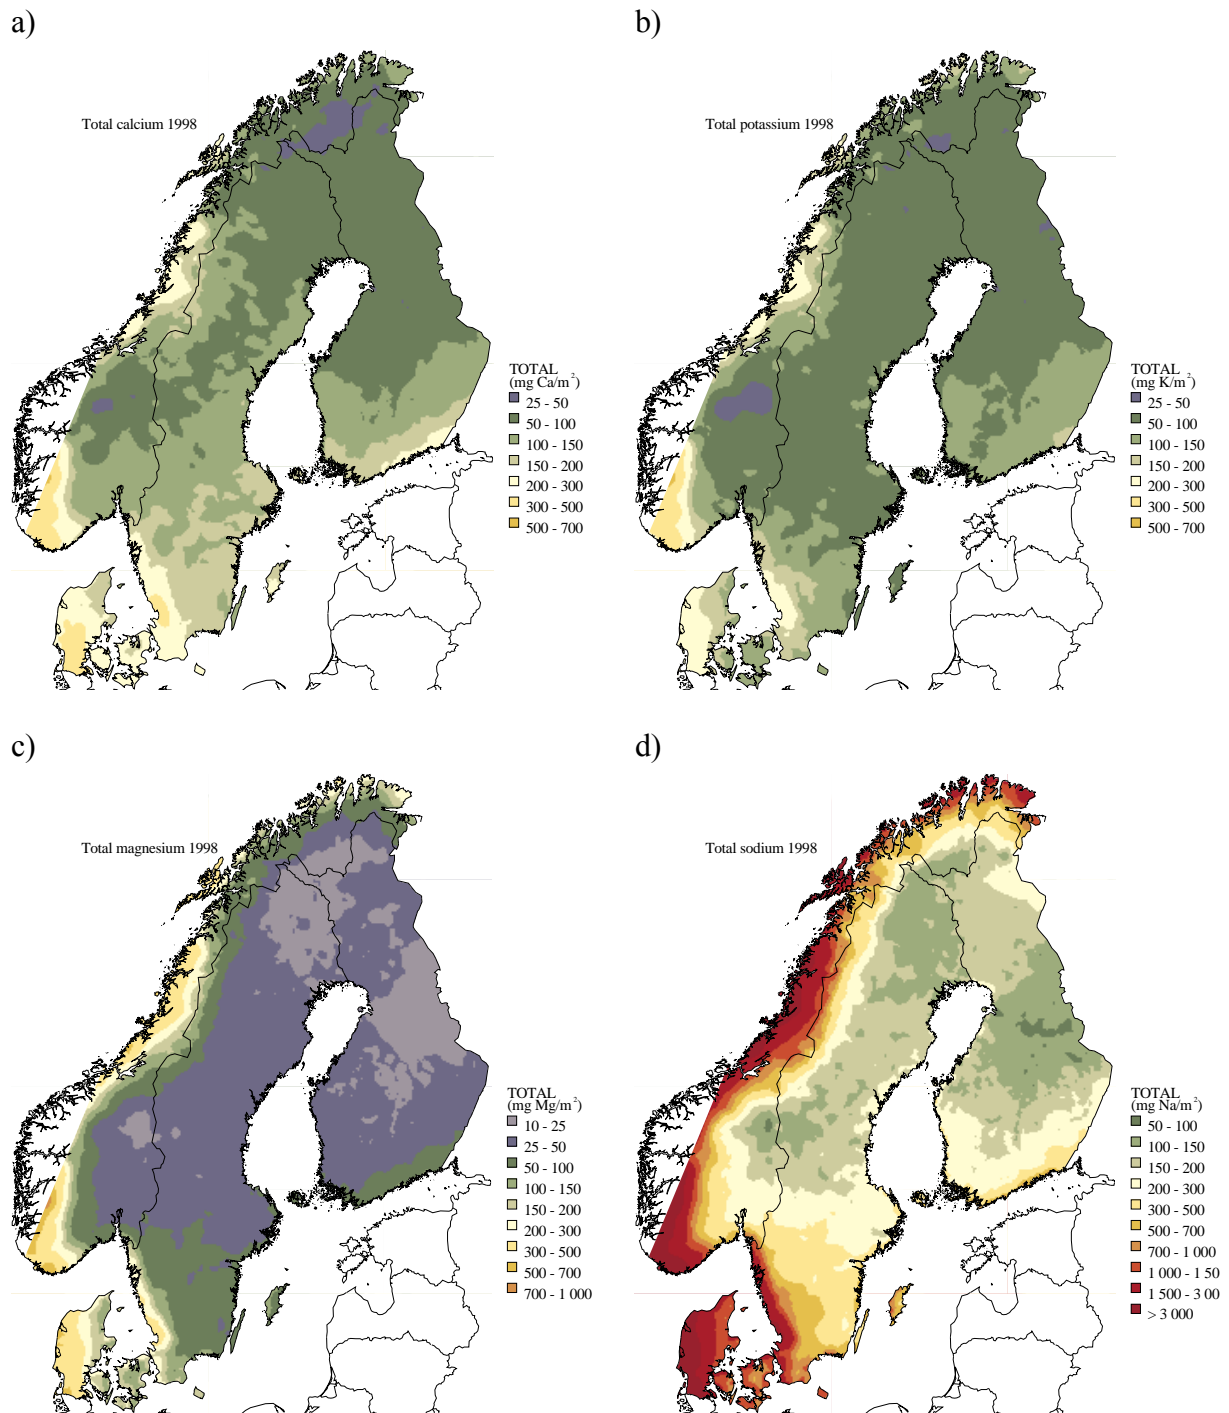 a)
b)
Total calcium 1998
Total potassium 1998
TOTAL
(mg Ca/m²)
25 - 50
50 - 100
100 - 150
150 - 200
200 - 300
300 - 500
500 - 700
TOTAL
(mg K/m²)
25 - 50
50 - 100
100 - 150
150 - 200
200 - 300
300 - 500
500 - 700
c)
d)
Total magnesium 1998
Total sodium 1998
TOTAL
(mg Mg/m²)
10 - 25
25 - 50
50 - 100
100 - 150
150 - 200
200 - 300
300 - 500
500 - 700
700 - 1 000
TOTAL
(mg Na/m²)
50 - 100
100 - 150
150 - 200
200 - 300
300 - 500
500 - 700
700 - 1 000
1 000 - 1 50
1 500 - 3 00
> 3 000